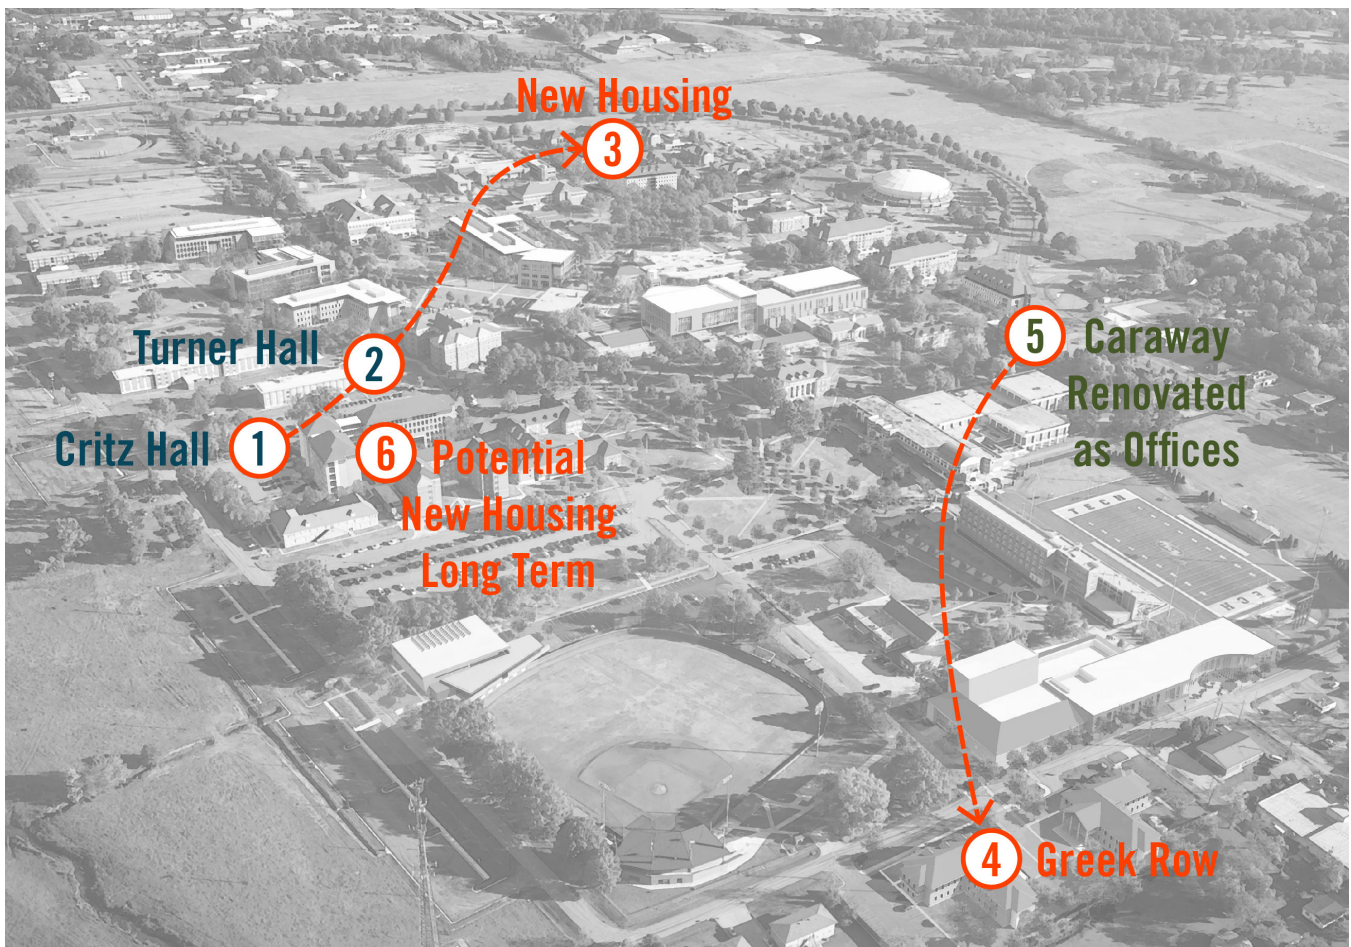 New Housing
3
Turner Hall
2
5
Caraway
Renovated
as Offices
Critz Hall
1
6
Potential
New Housing
Long Term
TECH
4
Greek Row